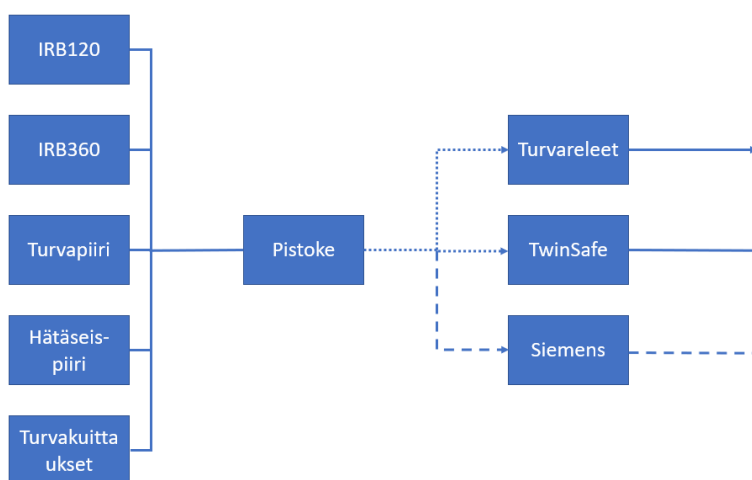 IRB120
IRB360
Turvapiiri
Hätäseis-
piiri
Turvakuitta
ukset
Pistoke
Turvareleet
TwinSafe
Siemens